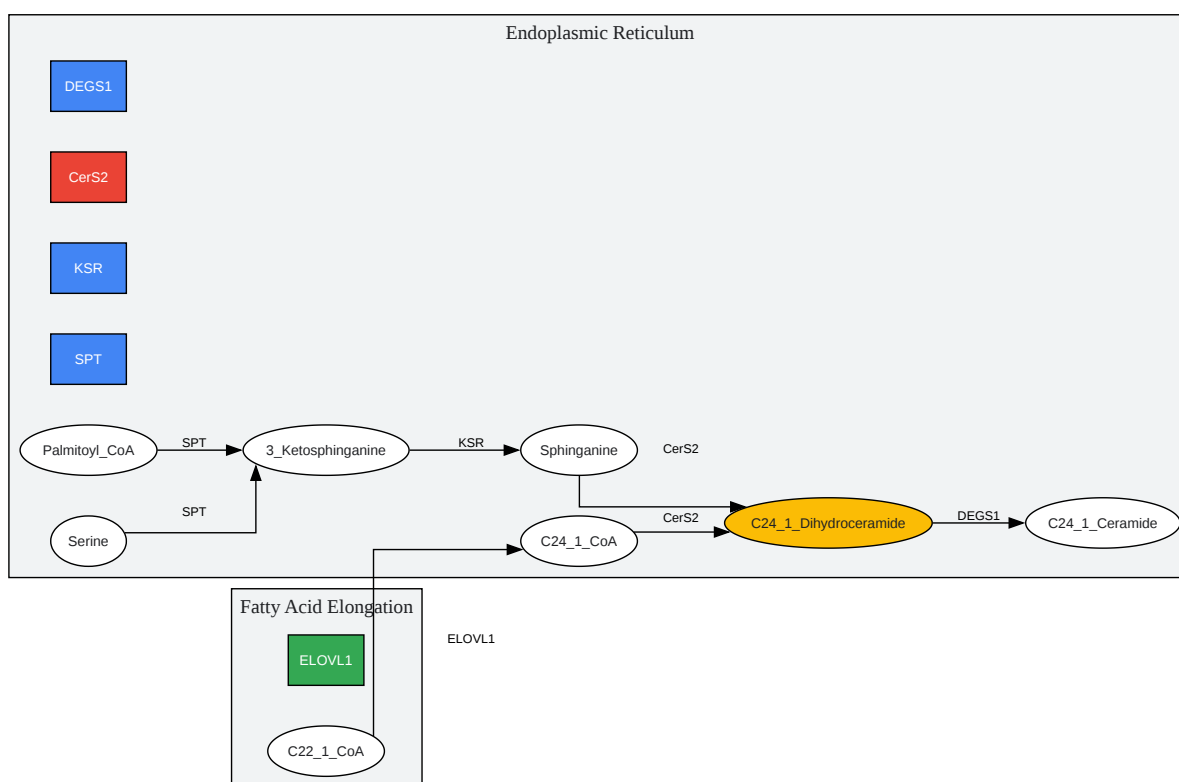 Endoplasmic Reticulum
DEGS1
CerS2
KSR
SPT
Palmitoyl_CoA
SPT
3_Ketosphinganine
KSR
Sphinganine
CerS2
Serine
SPT
C24_1_CoA
CerS2
C24_1_Dihydroceramide
DEGS1
C24_1_Ceramide
Fatty Acid Elongation
ELOVL1
ELOVL1
C22_1_CoA